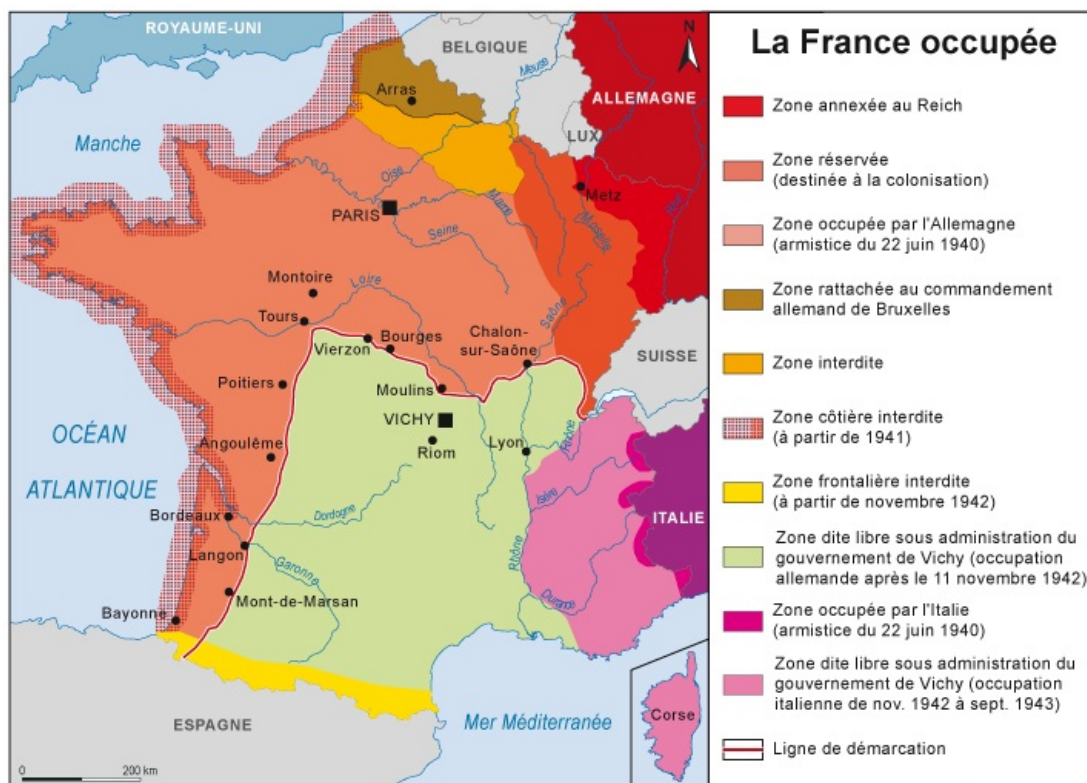 ROYAUME-UNI
BELGIQUE
Meuse
N
Arras
ALLEMAGNE
LUX
Manche
Oise
Metz
PARIS
Marne
Moselle
Rhin
Seine
Montoire
Loire
Tours
Saône
Bourges
Chalon-
sur-Saône
Vierzon
SUISSE
Poitiers
Moulins
VICHY
OCÉAN
ATLANTIQUE
Angoulême
Riom
Lyon
Rhône
Isère
ITALIE
Bordeaux
Dordogne
Langon
Garonne
Rhône
Mont-de-Marsan
Durance
Bayonne
ESPAGNE
Mer Méditerranée
Corse
0
200 km
La France occupée
Zone annexée au Reich
Zone réservée
(destinée à la colonisation)
Zone occupée par l'Allemagne
(armistice du 22 juin 1940)
Zone rattachée au commandement
allemand de Bruxelles
Zone interdite
Zone côtière interdite
(à partir de 1941)
Zone frontalière interdite
(à partir de novembre 1942)
Zone dite libre sous administration du
gouvernement de Vichy (occupation
allemande après le 11 novembre 1942)
Zone occupée par l'Italie
(armistice du 22 juin 1940)
Zone dite libre sous administration du
gouvernement de Vichy (occupation
italienne de nov. 1942 à sept. 1943)
Ligne de démarcation